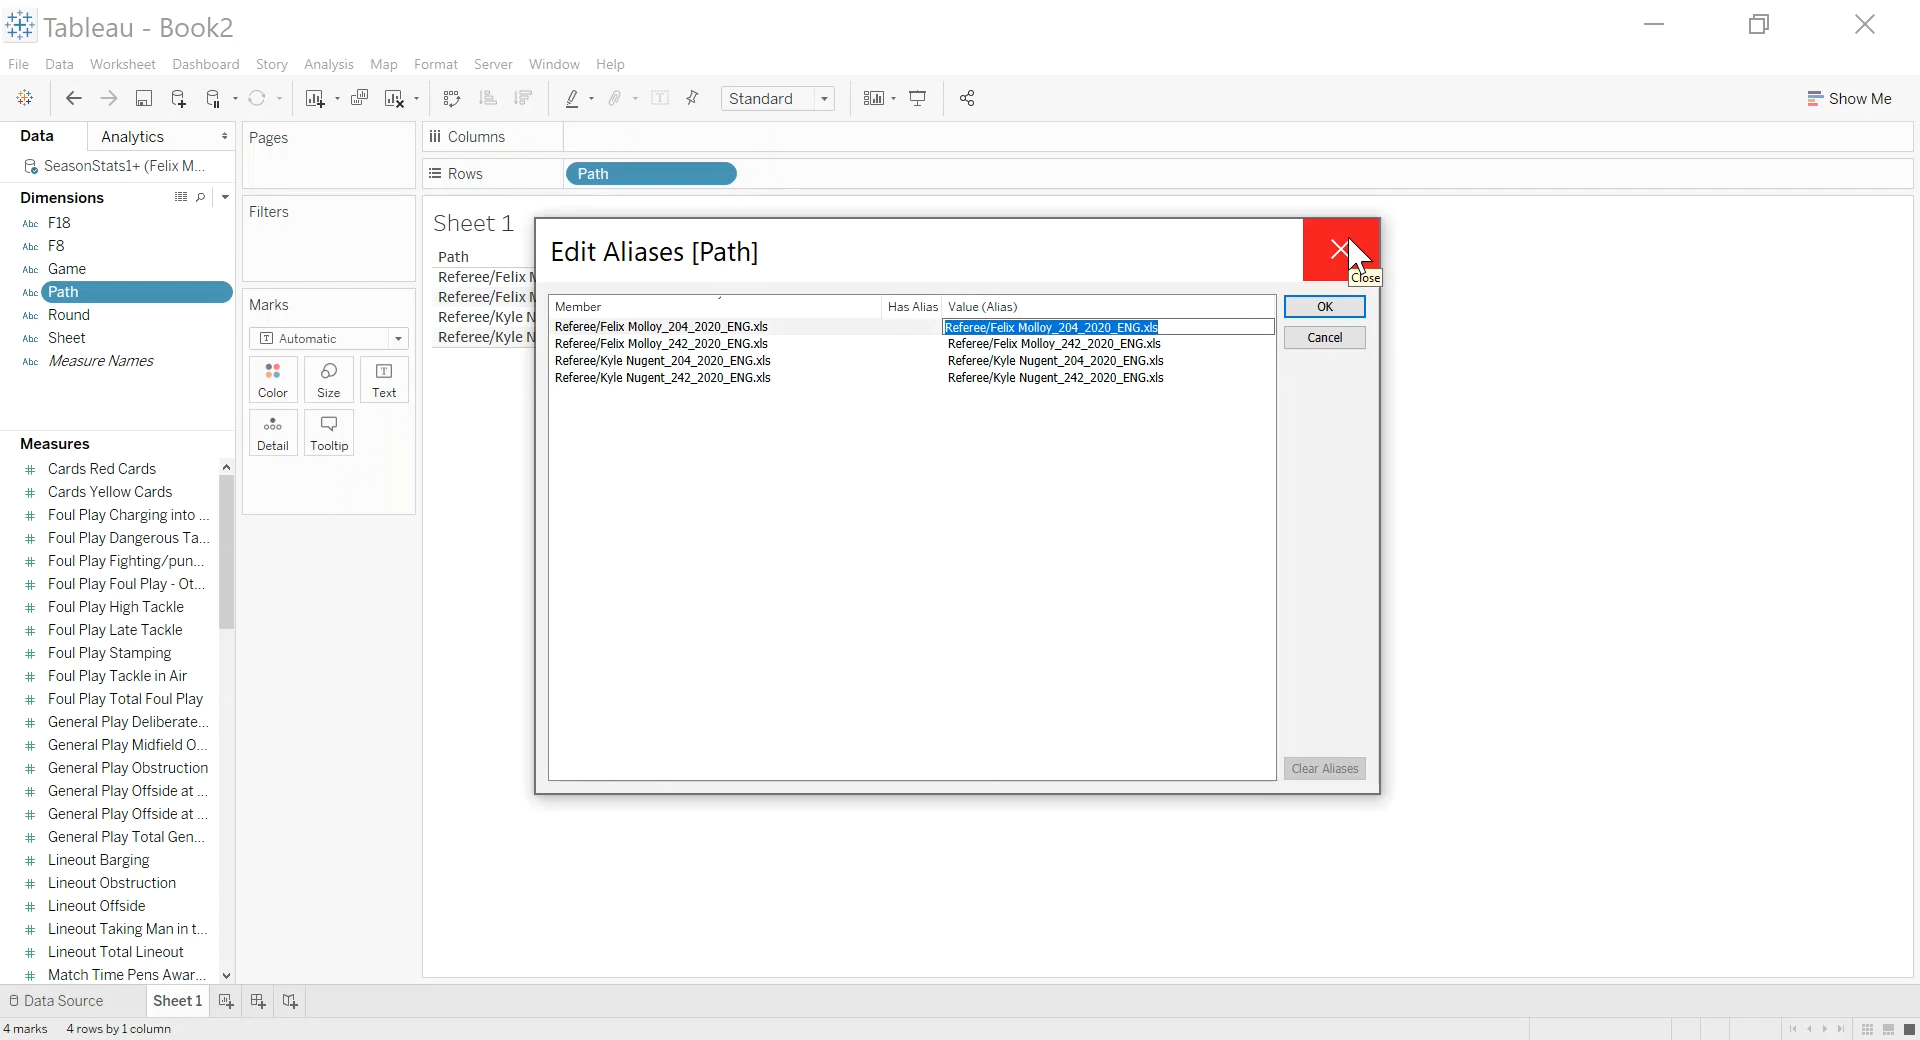 Tableau - Book2
File Data Worksheet Dashboard Story Analysis Map Format Server Window Help
Standard
Show Me
Data Analytics
SeasonStats1+ (Felix M...
Dimensions
Abc F18
Abc F8
Abc Game
Abc Path
Abc Round
Abc Sheet
Abc Measure Names
Measures
Cards Red Cards
Cards Yellow Cards
Foul Play Charging into ...
Foul Play Dangerous Ta...
Foul Play Fighting/pun...
Foul Play Foul Play - Ot...
Foul Play High Tackle
Foul Play Late Tackle
Foul Play Stamping
Foul Play Tackle in Air
Foul Play Total Foul Play
General Play Deliberate...
General Play Midfield O...
General Play Obstruction
General Play Offside at ...
General Play Offside at ...
General Play Total Gen...
Lineout Barging
Lineout Obstruction
Lineout Offside
Lineout Taking Man in t...
Lineout Total Lineout
Match Time Pens Awar...
Pages
Filters
Marks
Automatic
Color Size Text
Detail Tooltip
Columns
Rows Path
Sheet 1
Path
Referee/Felix M
Referee/Felix M
Referee/Kyle N
Referee/Kyle N
Edit Aliases [Path]
Close
Member Has Alias Value (Alias)
Referee/Felix Molloy_204_2020_ENG.xls Referee/Felix Molloy_204_2020_ENG.xls
Referee/Felix Molloy_242_2020_ENG.xls Referee/Felix Molloy_242_2020_ENG.xls
Referee/Kyle Nugent_204_2020_ENG.xls Referee/Kyle Nugent_204_2020_ENG.xls
Referee/Kyle Nugent_242_2020_ENG.xls Referee/Kyle Nugent_242_2020_ENG.xls
OK
Cancel
Clear Aliases
Data Source Sheet 1
4 marks 4 rows by 1 column